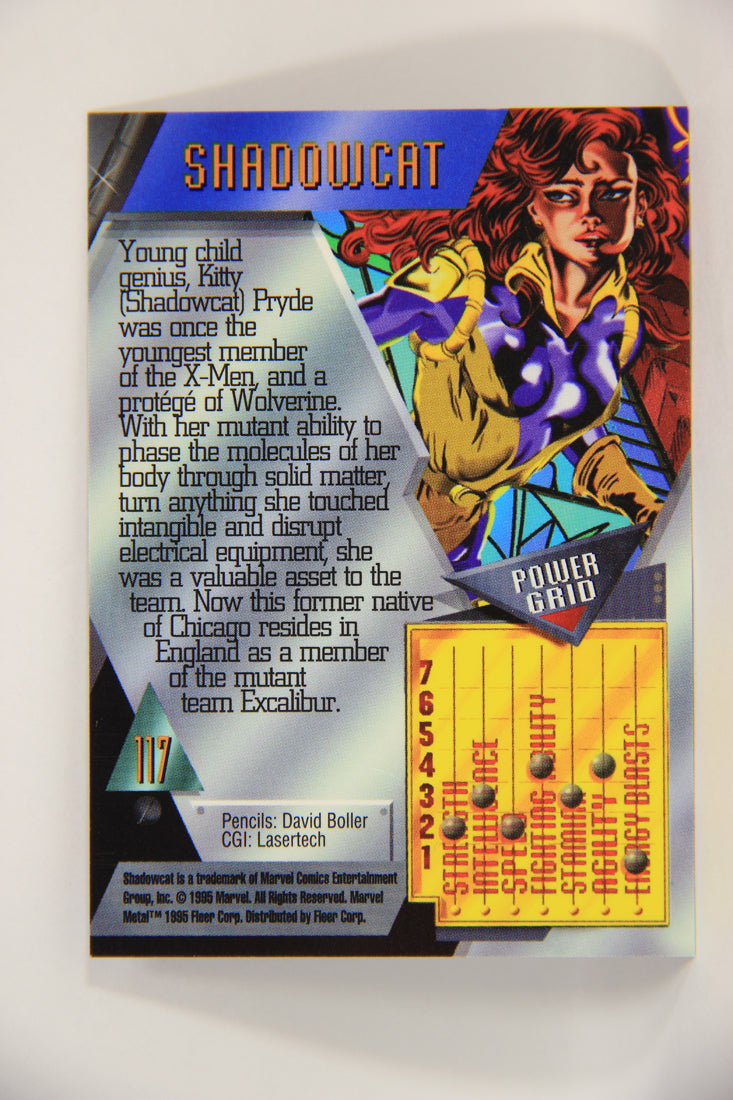 SHADOWCAT
Young child
genius, Kitty
(Shadowcat) Pryde
was once the
youngest member
of the X-Men, and a
protégé of Wolverine.
With her mutant ability to
phase the molecules of her
body through solid matter,
turn anything she touched
intangible and disrupt
electrical equipment, she
was a valuable asset to the
team. Now this former native
of Chicago resides in
England as a member
of the mutant
team Excalibur.
117
Pencils: David Boller
CGI: Lasertech
Shadowcat is a trademark of Marvel Comics Entertainment
Group, Inc. © 1995 Marvel. All Rights Reserved. Marvel
Metal™ 1995 Fleer Corp. Distributed by Fleer Corp.
POWER
GRID
7
6
5
4
3
2
1
STRENGTH
INTELLIGENCE
SPEED
FIGHTING ABILITY
STAMINA
AGILITY
ENERGY BLASTS